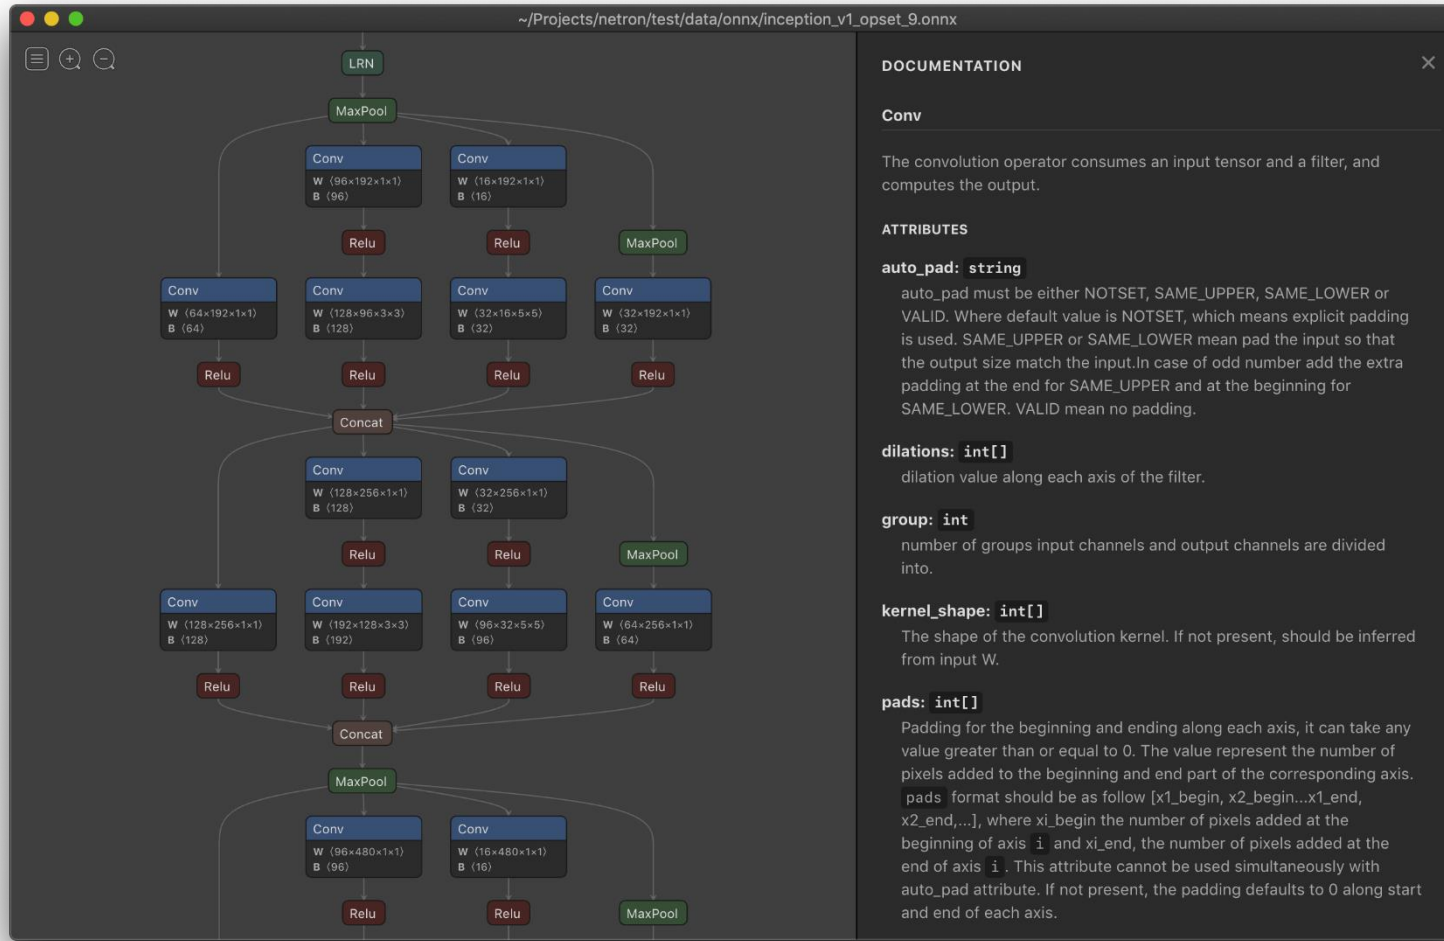 ~/Projects/netron/test/data/onnx/inception_v1_opset_9.onnx
LRN
MaxPool
Conv
W ⟨96×192×1×1⟩
B ⟨96⟩
Conv
W ⟨16×192×1×1⟩
B ⟨16⟩
Relu
Relu
MaxPool
Conv
W ⟨64×192×1×1⟩
B ⟨64⟩
Conv
W ⟨128×96×3×3⟩
B ⟨128⟩
Conv
W ⟨32×16×5×5⟩
B ⟨32⟩
Conv
W ⟨32×192×1×1⟩
B ⟨32⟩
Relu
Relu
Relu
Relu
Concat
Conv
W ⟨128×256×1×1⟩
B ⟨128⟩
Conv
W ⟨32×256×1×1⟩
B ⟨32⟩
Relu
Relu
MaxPool
Conv
W ⟨128×256×1×1⟩
B ⟨128⟩
Conv
W ⟨192×128×3×3⟩
B ⟨192⟩
Conv
W ⟨96×32×5×5⟩
B ⟨96⟩
Conv
W ⟨64×256×1×1⟩
B ⟨64⟩
Relu
Relu
Relu
Relu
Concat
MaxPool
Conv
W ⟨96×480×1×1⟩
B ⟨96⟩
Conv
W ⟨16×480×1×1⟩
B ⟨16⟩
Relu
Relu
MaxPool
DOCUMENTATION
Conv
The convolution operator consumes an input tensor and a filter, and
computes the output.
ATTRIBUTES
auto_pad: string
auto_pad must be either NOTSET, SAME_UPPER, SAME_LOWER or
VALID. Where default value is NOTSET, which means explicit padding
is used. SAME_UPPER or SAME_LOWER mean pad the input so that
the output size match the input.In case of odd number add the extra
padding at the end for SAME_UPPER and at the beginning for
SAME_LOWER. VALID mean no padding.
dilations: int[]
dilation value along each axis of the filter.
group: int
number of groups input channels and output channels are divided
into.
kernel_shape: int[]
The shape of the convolution kernel. If not present, should be inferred
from input W.
pads: int[]
Padding for the beginning and ending along each axis, it can take any
value greater than or equal to 0. The value represent the number of
pixels added to the beginning and end part of the corresponding axis.
pads format should be as follow [x1_begin, x2_begin...x1_end,
x2_end,...], where xi_begin the number of pixels added at the
beginning of axis i and xi_end, the number of pixels added at the
end of axis i. This attribute cannot be used simultaneously with
auto_pad attribute. If not present, the padding defaults to 0 along start
and end of each axis.